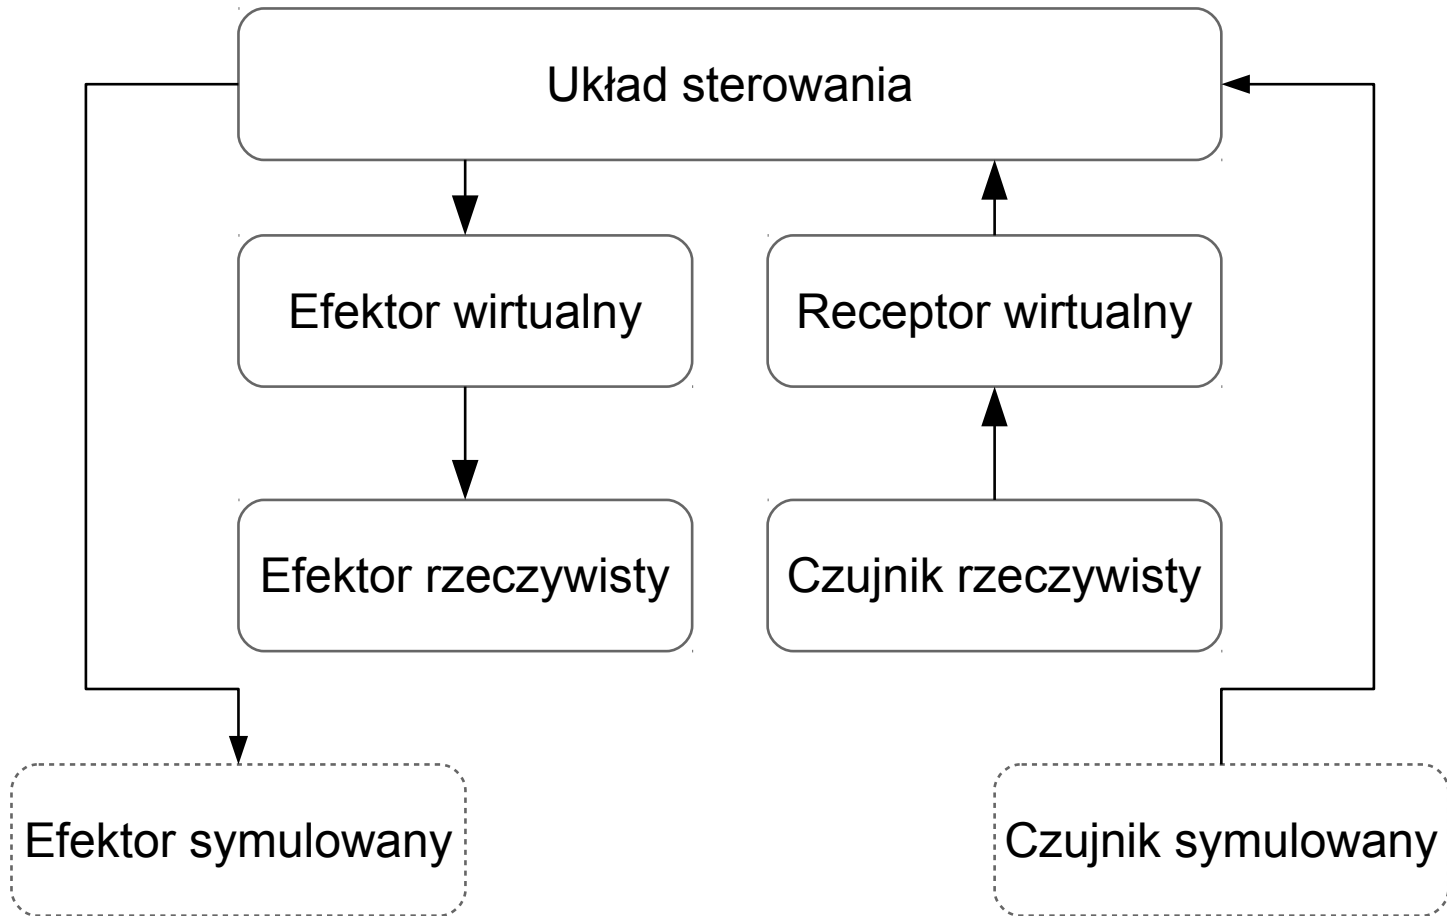 Układ sterowania
Efektor wirtualny
Receptor wirtualny
Efektor rzeczywisty
Czujnik rzeczywisty
Efektor symulowany
Czujnik symulowany